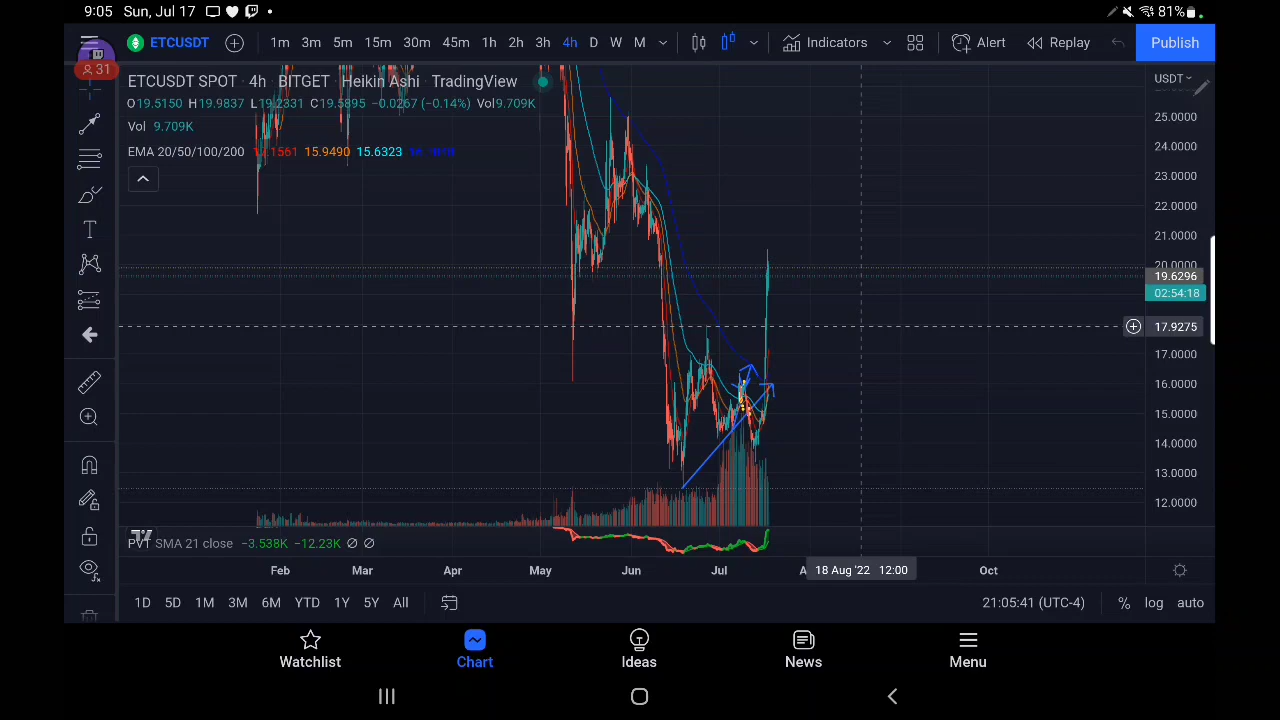 9:05 Sun, Jul 17
81%
31
ETCUSDT 1m 3m 5m 15m 30m 45m 1h 2h 3h 4h D W M Indicators Alert Replay Publish
ETCUSDT SPOT · 4h · BITGET · Heikin Ashi · TradingView
O19.5150 H19.9837 L19.2331 C19.5895 −0.0267 (−0.14%) Vol9.709K
Vol 9.709K
EMA 20/50/100/200 15.9490 15.6323
USDT
25.0000
24.0000
23.0000
22.0000
21.0000
20.0000
19.6296
02:54:18
17.9275
17.0000
16.0000
15.0000
14.0000
13.0000
12.0000
PVT SMA 21 close −3.538K −12.23K ∅ ∅
Feb Mar Apr May Jun Jul 18 Aug '22 12:00 Oct
1D 5D 1M 3M 6M YTD 1Y 5Y All 21:05:41 (UTC-4) % log auto
Watchlist Chart Ideas News Menu